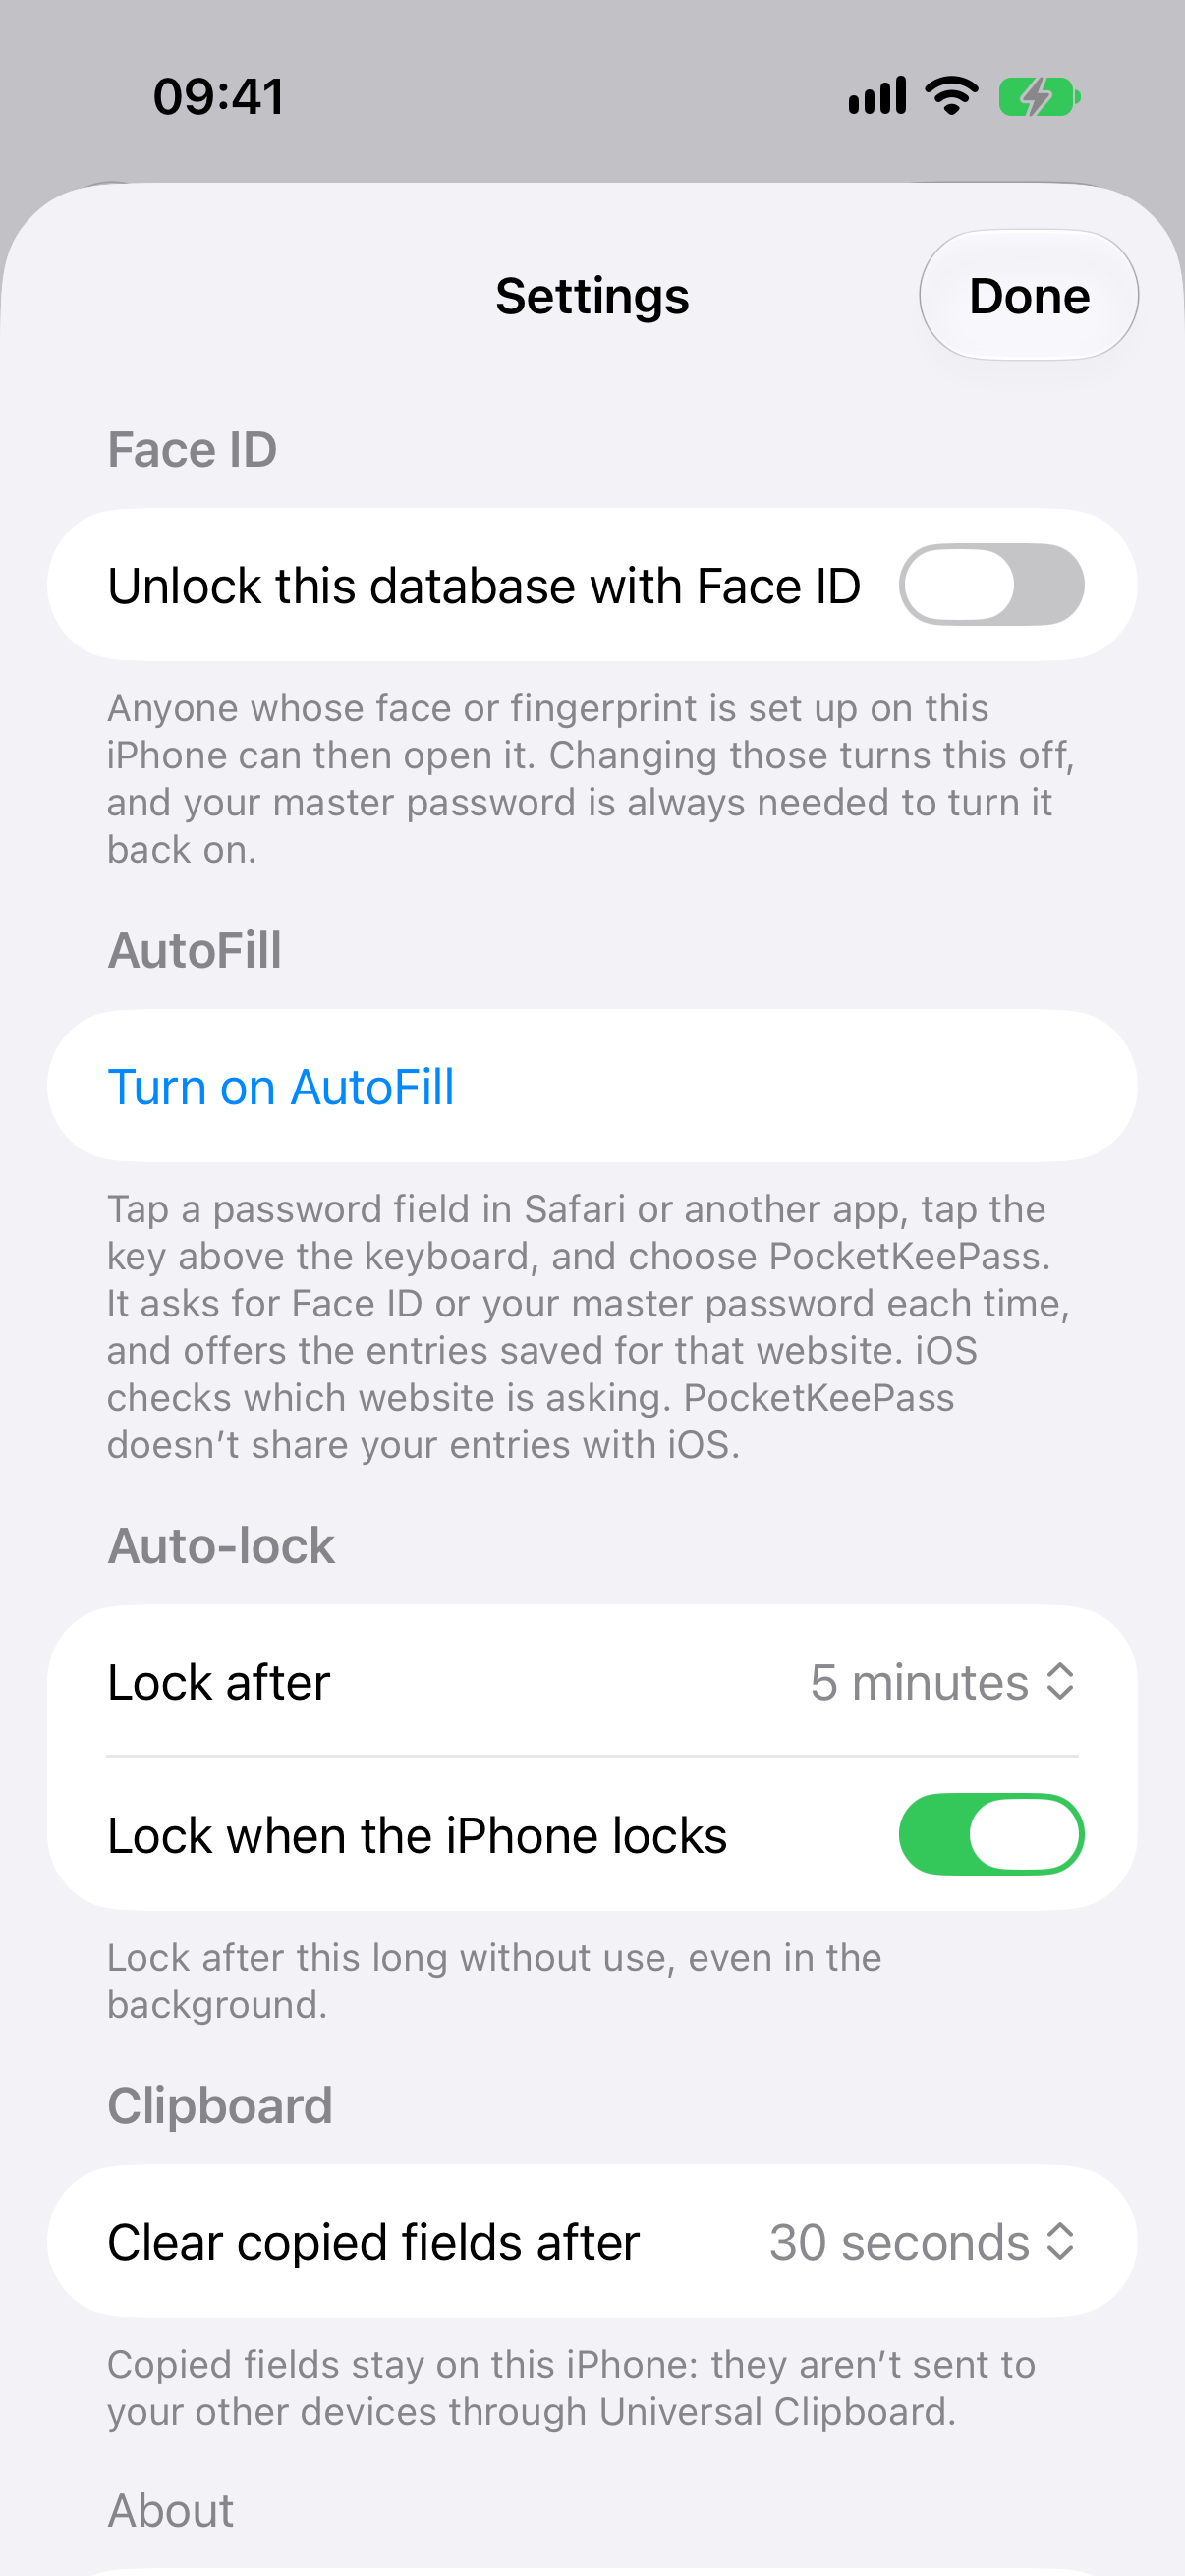 09:41
Settings
Done
Face ID
Unlock this database with Face ID
Anyone whose face or fingerprint is set up on this
iPhone can then open it. Changing those turns this off,
and your master password is always needed to turn it
back on.
AutoFill
Turn on AutoFill
Tap a password field in Safari or another app, tap the
key above the keyboard, and choose PocketKeePass.
It asks for Face ID or your master password each time,
and offers the entries saved for that website. iOS
checks which website is asking. PocketKeePass
doesn’t share your entries with iOS.
Auto-lock
Lock after 5 minutes
Lock when the iPhone locks
Lock after this long without use, even in the
background.
Clipboard
Clear copied fields after 30 seconds
Copied fields stay on this iPhone: they aren’t sent to
your other devices through Universal Clipboard.
About